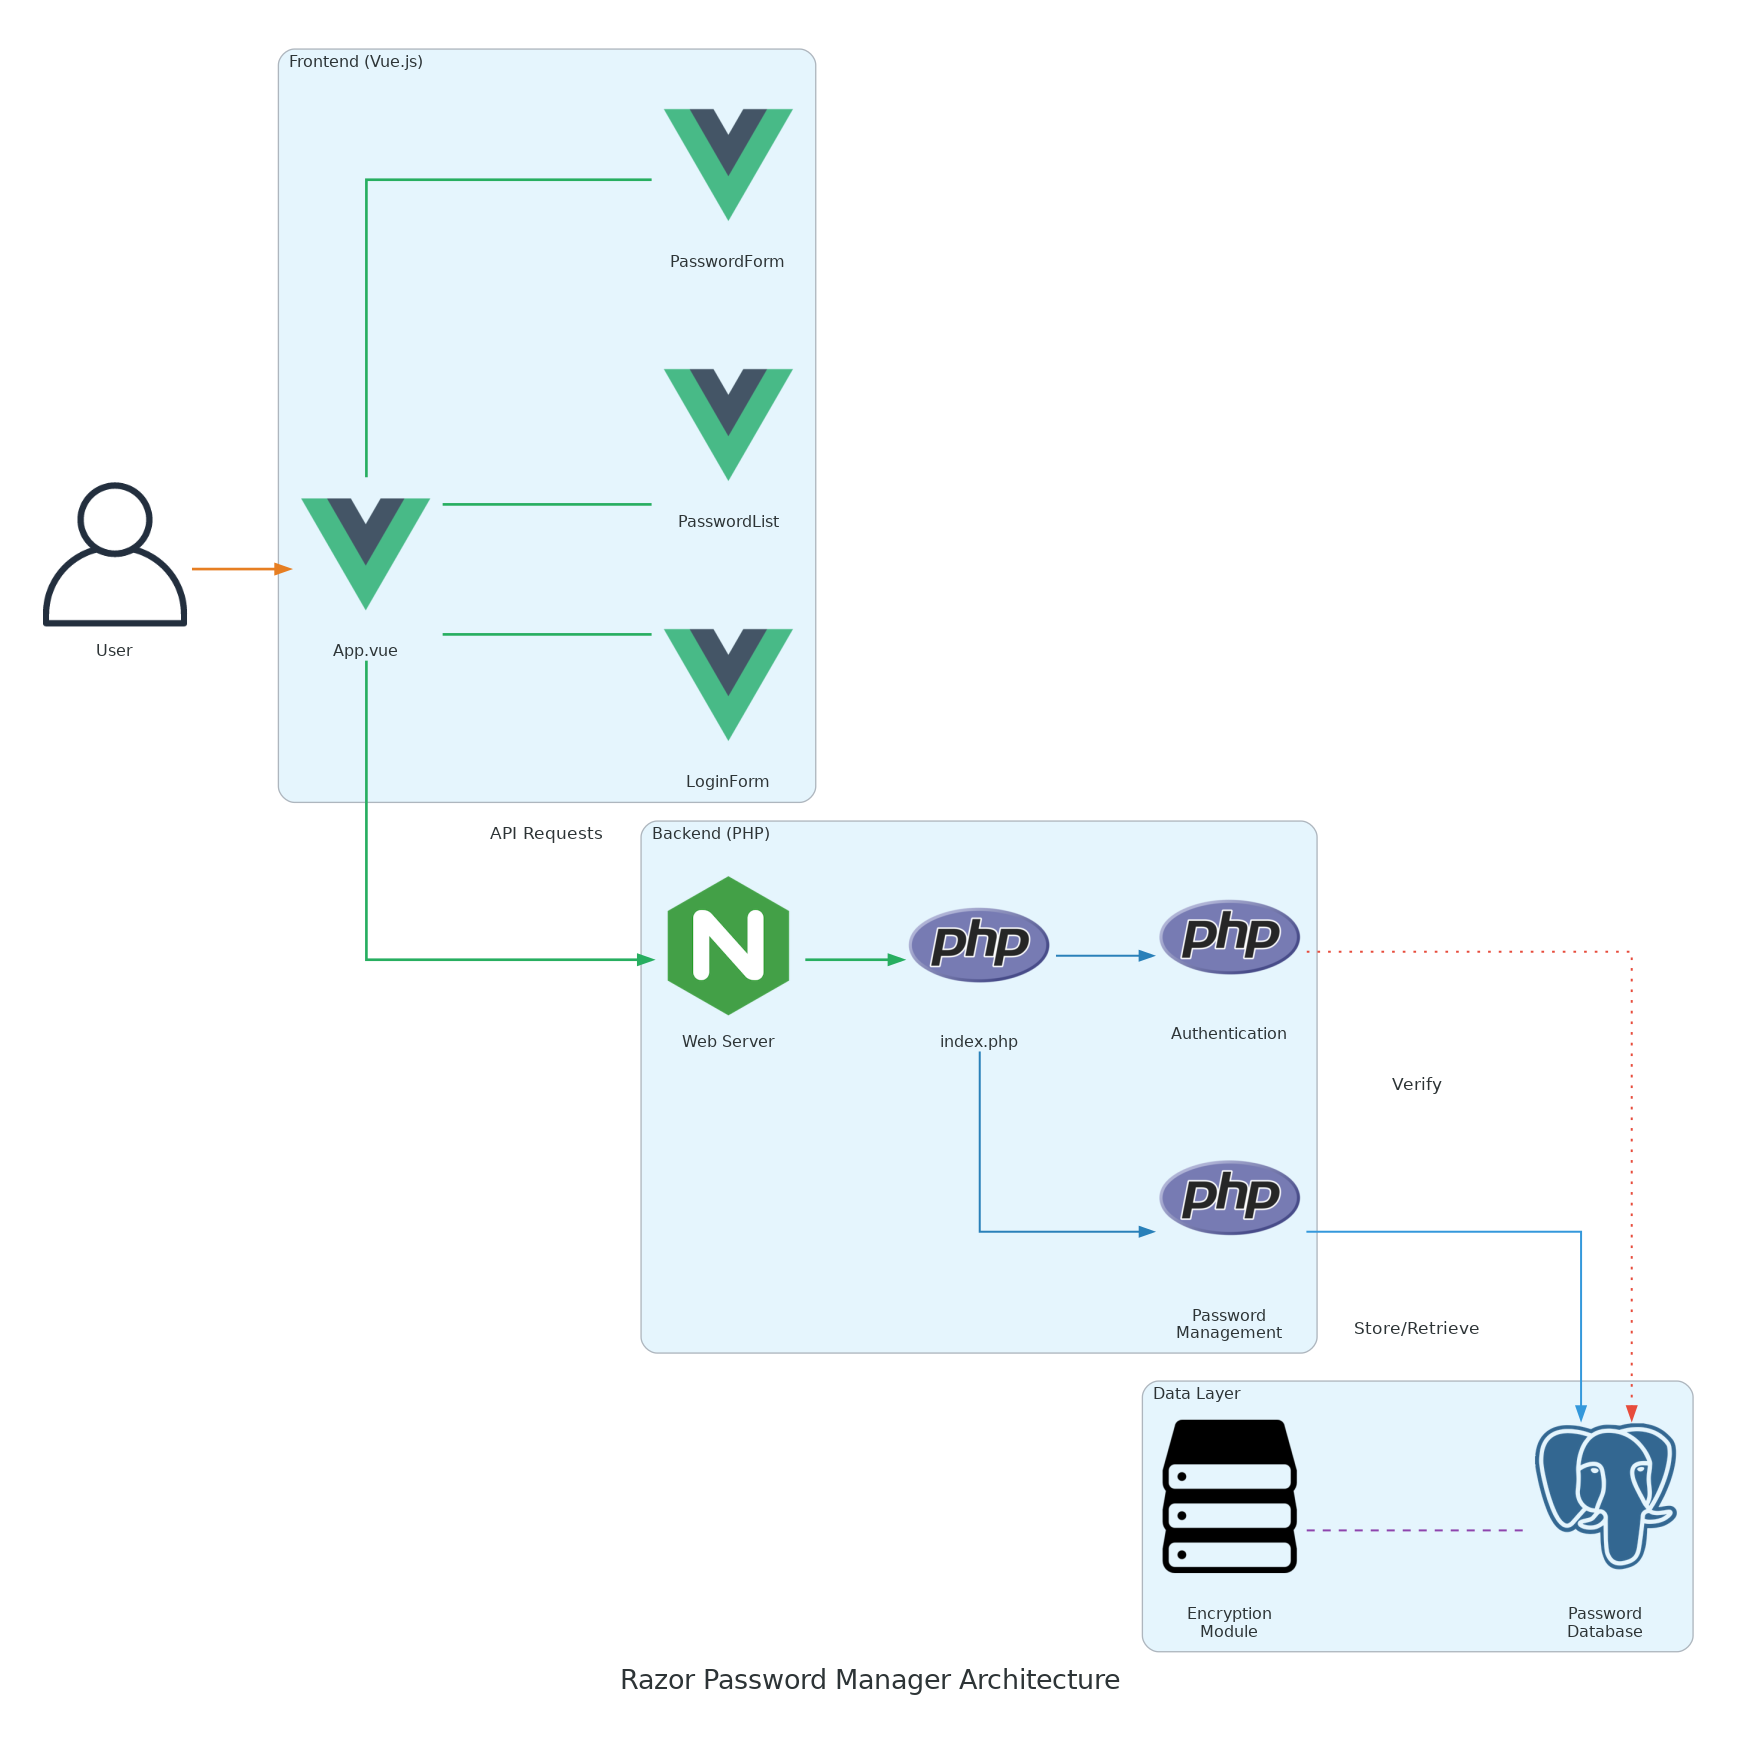 Frontend (Vue.js)
PasswordForm
PasswordList
User
App.vue
LoginForm
API Requests
Backend (PHP)
php
php
N
Web Server
index.php
Authentication
Verify
php
Password
Management
Store/Retrieve
Data Layer
Encryption
Module
Password
Database
Razor Password Manager Architecture